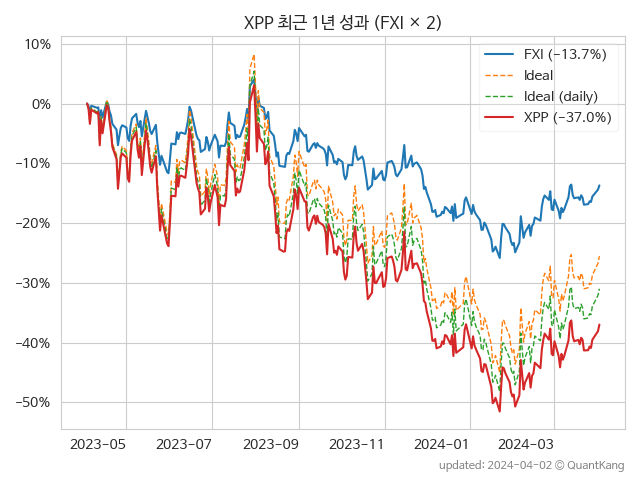 XPP 최근 1년 성과 (FXI × 2)
10%
0%
−10%
−20%
−30%
−40%
−50%
FXI (−13.7%)
Ideal
Ideal (daily)
XPP (−37.0%)
2023-05 2023-07 2023-09 2023-11 2024-01 2024-03
updated: 2024-04-02 © QuantKang